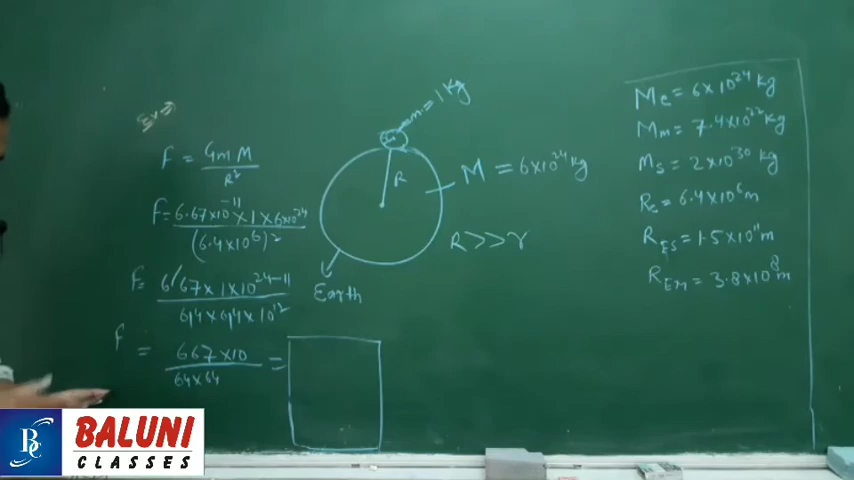 Ex ⇒
F = GmM / R²
F = 6.67×10⁻¹¹ × 1 × 6×10²⁴ / (6.4×10⁶)²
F = 6/67×1×10²⁴⁻¹¹ / 6,4×6,4×10¹²
F = 667×10 / 64×64 =
m = 1 kg
R
M = 6×10²⁴ kg
R>>r
Earth
Me = 6×10²⁴ kg
Mm = 7.4×10²² kg
Ms = 2×10³⁰ kg
Re = 6.4×10⁶ m
R_ES = 1.5×10¹¹ m
R_Em = 3.8×10⁸ m
BALUNI
CLASSES